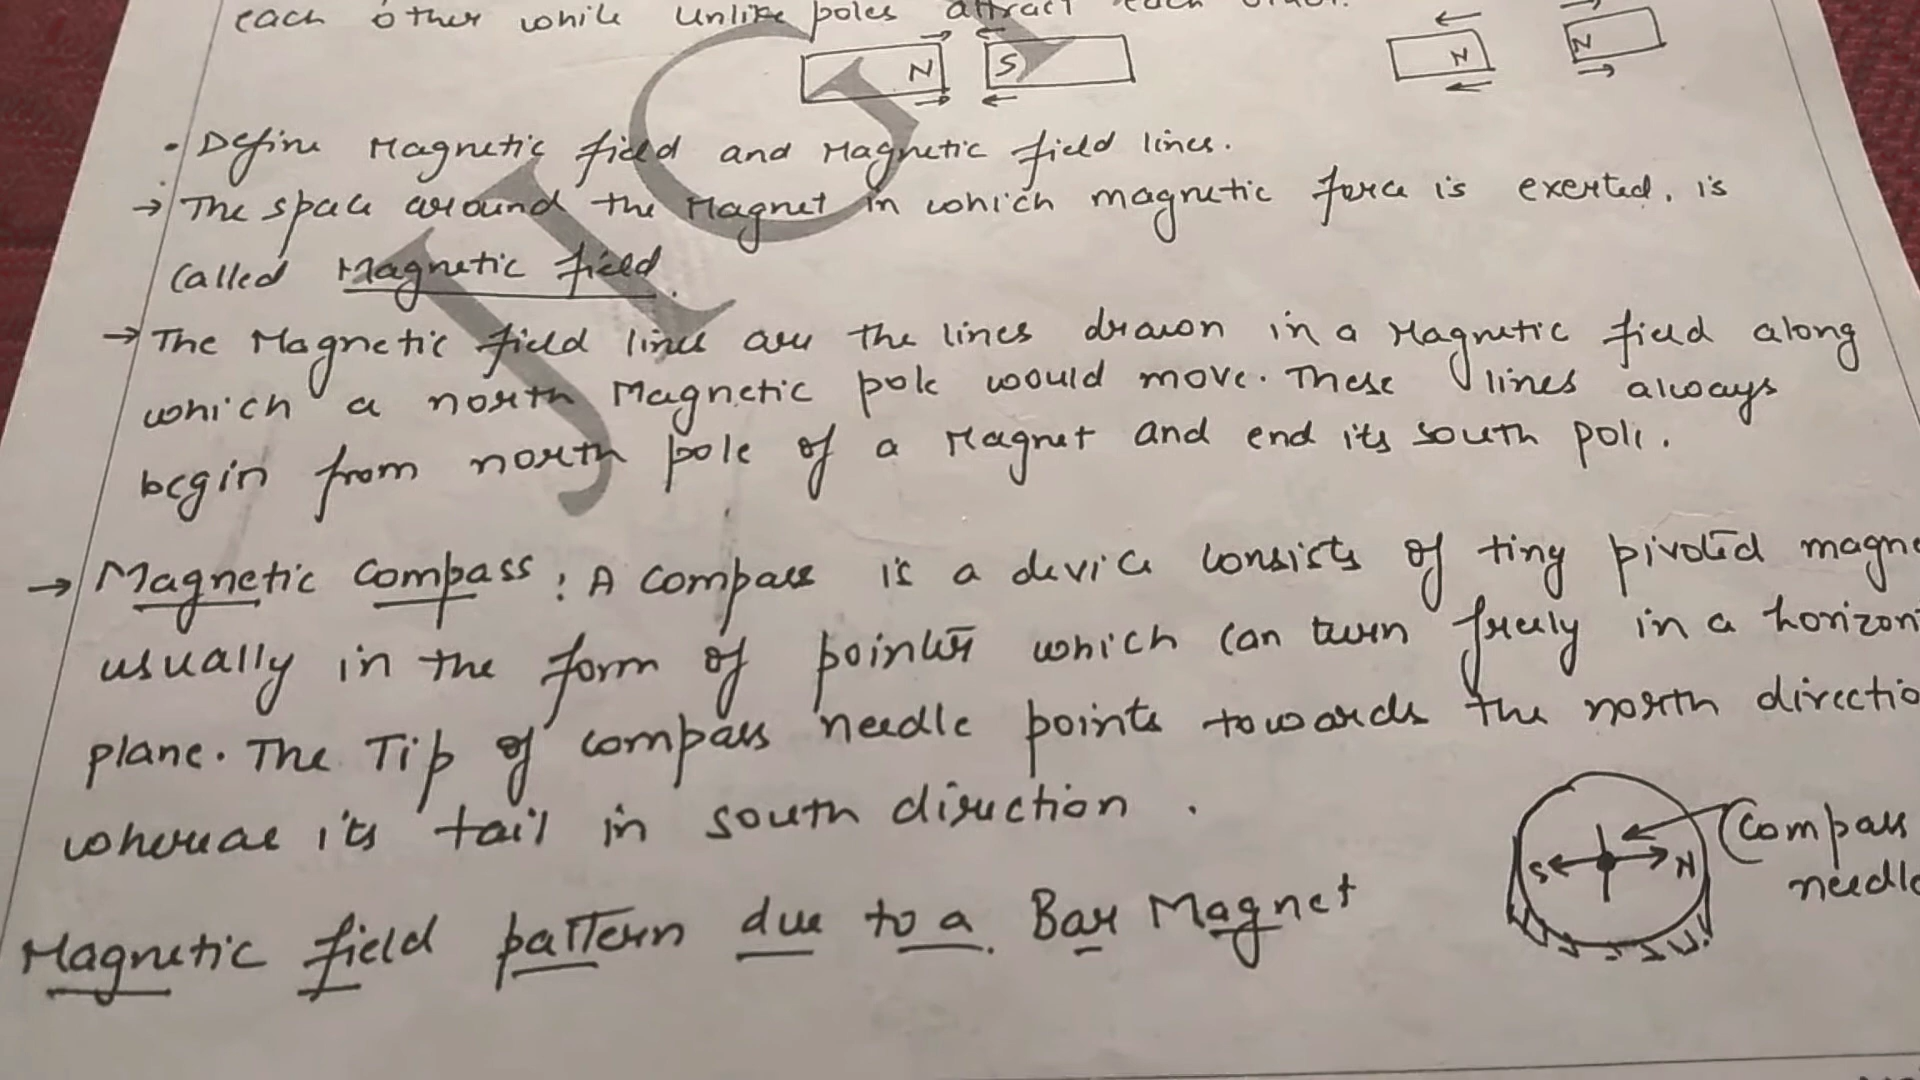 each other while unlike poles attract each other.
N S N N
• Define Magnetic field and Magnetic field lines.
→ The space around the Magnet in which magnetic force is exerted, is
called Magnetic field.
→ The Magnetic field lines are the lines drawn in a Magnetic field along
which a north Magnetic pole would move. These lines always
begin from north pole of a Magnet and end its south pole.
→ Magnetic compass : A compass is a device consists of tiny pivoted magne
usually in the form of pointer which can turn freely in a horizon
plane. The Tip of compass needle points towards the north directio
whereas its tail in south direction.
S N Compass
needle
Magnetic field pattern due to a Bar Magnet
JIGI